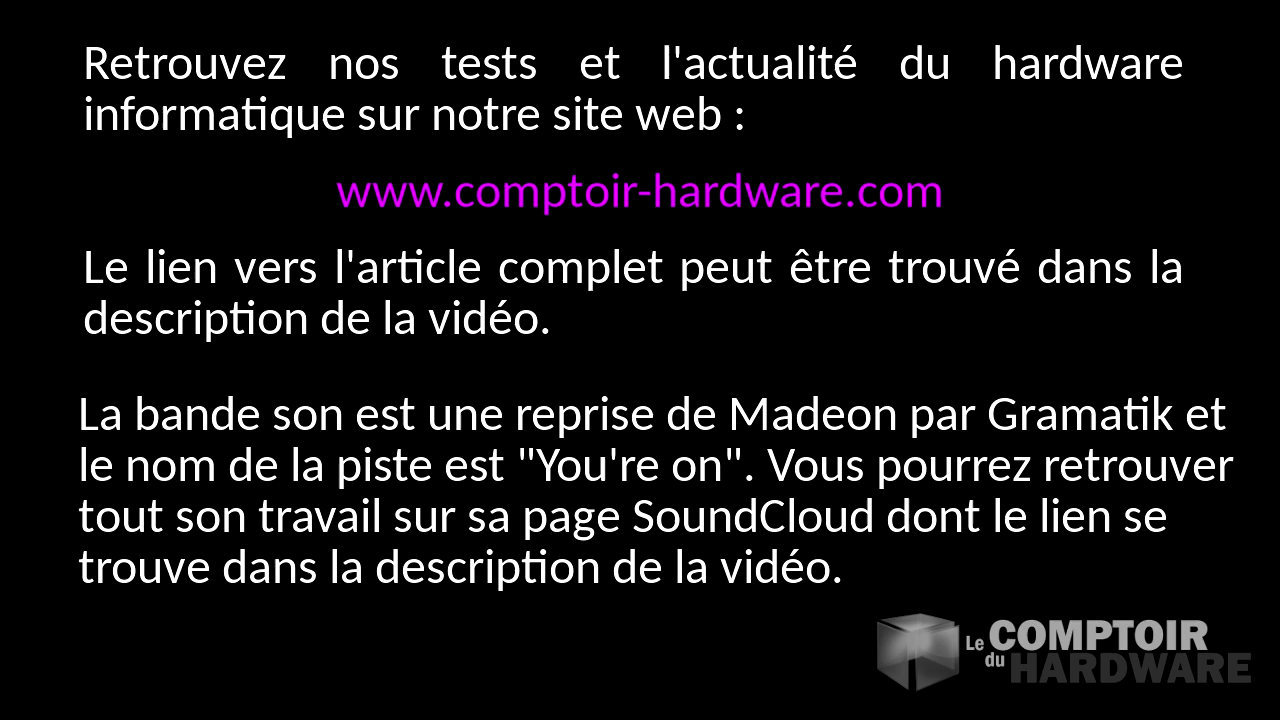 Retrouvez nos tests et l'actualité du hardware
informatique sur notre site web :
www.comptoir-hardware.com
Le lien vers l'article complet peut être trouvé dans la
description de la vidéo.
La bande son est une reprise de Madeon par Gramatik et
le nom de la piste est "You're on". Vous pourrez retrouver
tout son travail sur sa page SoundCloud dont le lien se
trouve dans la description de la vidéo.
Le COMPTOIR
du HARDWARE